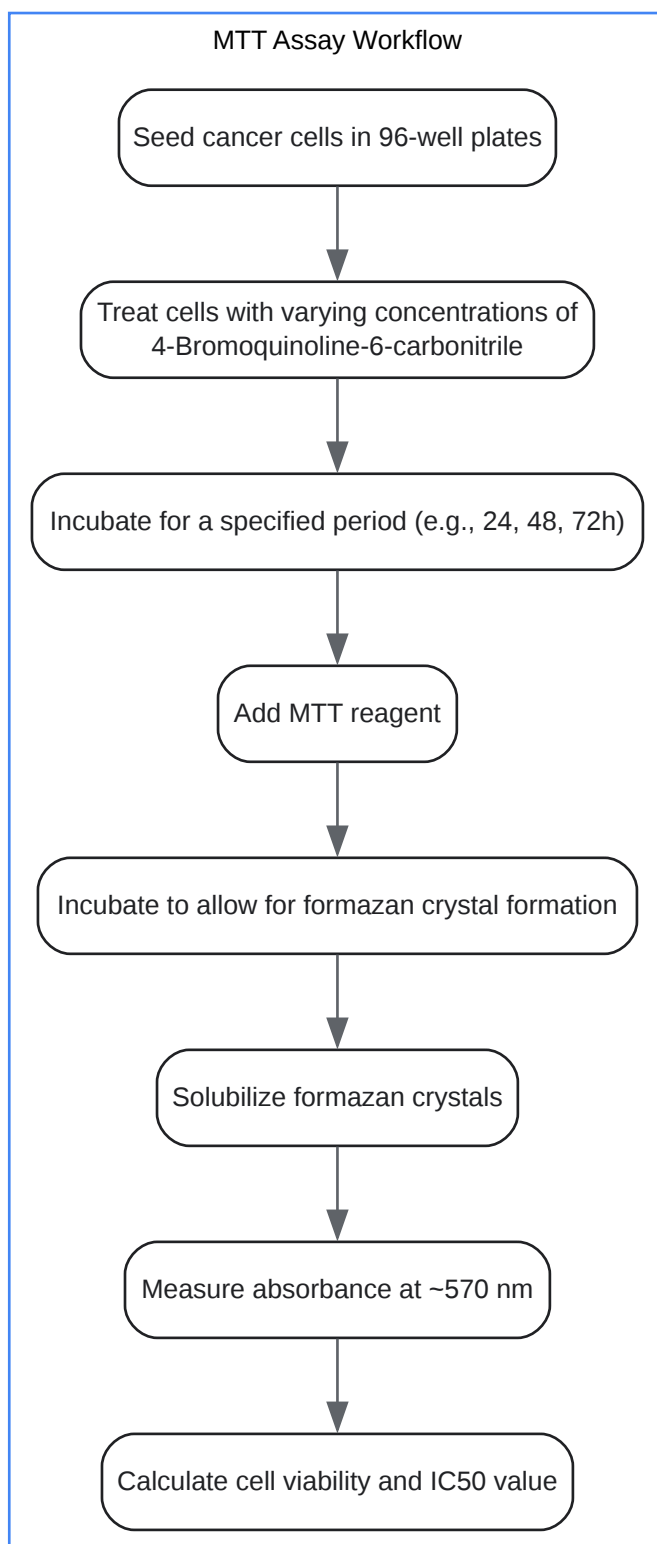 MTT Assay Workflow
Seed cancer cells in 96-well plates
Treat cells with varying concentrations of
4-Bromoquinoline-6-carbonitrile
Incubate for a specified period (e.g., 24, 48, 72h)
Add MTT reagent
Incubate to allow for formazan crystal formation
Solubilize formazan crystals
Measure absorbance at ~570 nm
Calculate cell viability and IC50 value